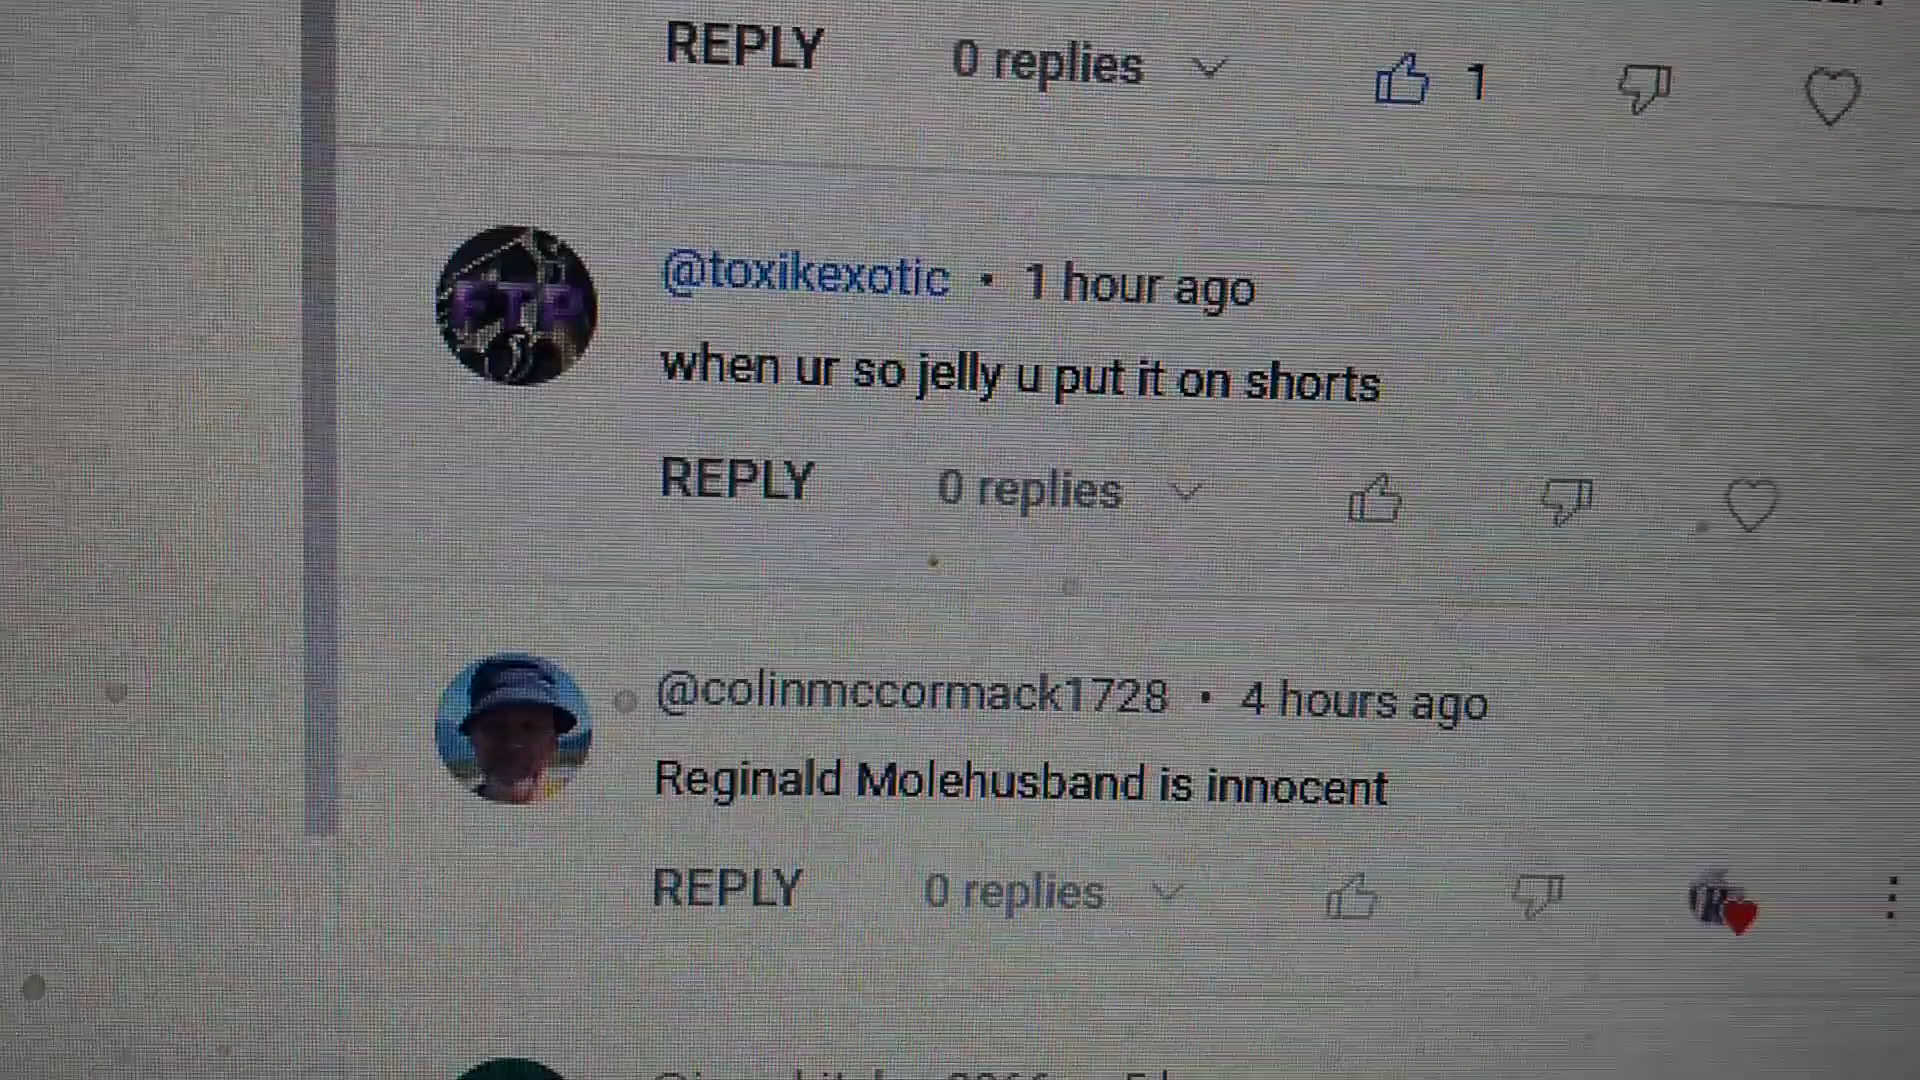 REPLY 0 replies 1
FTP
@toxikexotic • 1 hour ago
when ur so jelly u put it on shorts
REPLY 0 replies
@colinmccormack1728 • 4 hours ago
Reginald Molehusband is innocent
REPLY 0 replies